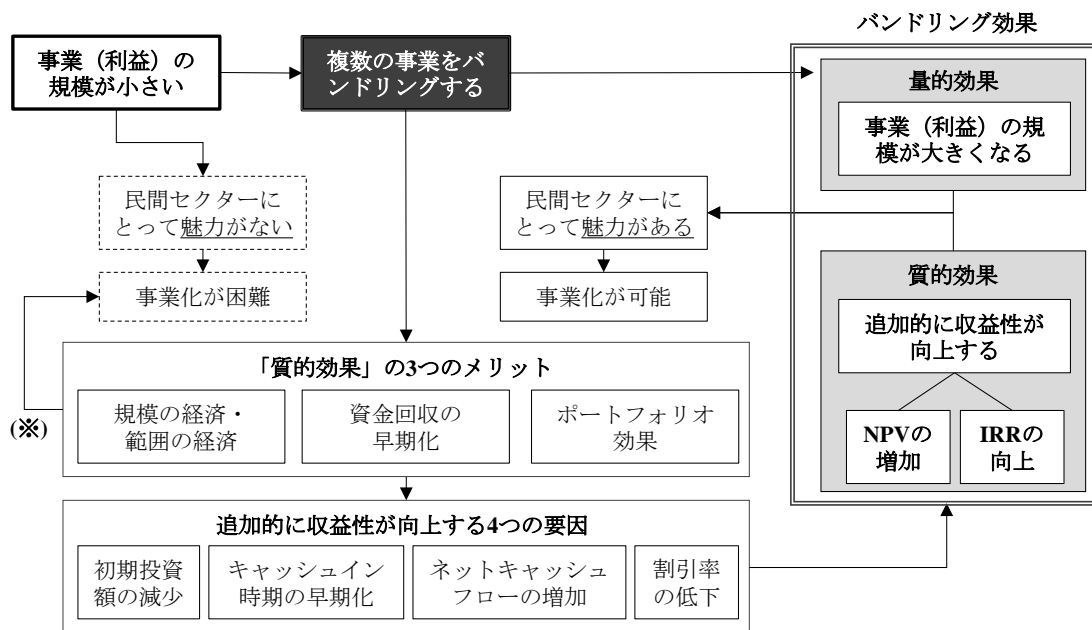 バンドリング効果
事業（利益）の
規模が小さい
複数の事業をバ
ンドリングする
量的効果
事業（利益）の規
模が大きくなる
民間セクターに
とって魅力がない
民間セクターに
とって魅力がある
事業化が困難
事業化が可能
質的効果
追加的に収益性が
向上する
NPVの
増加
IRRの
向上
「質的効果」の3つのメリット
(※)
規模の経済・
範囲の経済
資金回収の
早期化
ポートフォリオ
効果
追加的に収益性が向上する4つの要因
初期投資
額の減少
キャッシュイン
時期の早期化
ネットキャッシュ
フローの増加
割引率
の低下